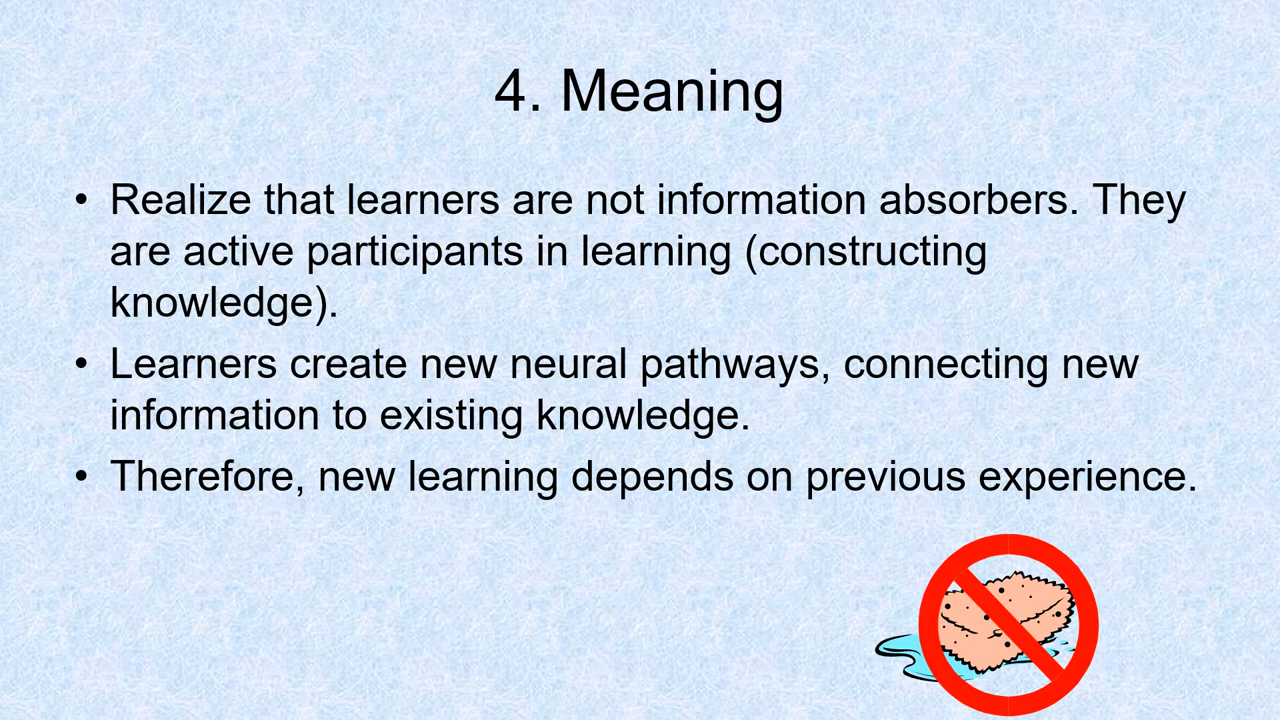 4. Meaning
• Realize that learners are not information absorbers. They
are active participants in learning (constructing
knowledge).
• Learners create new neural pathways, connecting new
information to existing knowledge.
• Therefore, new learning depends on previous experience.